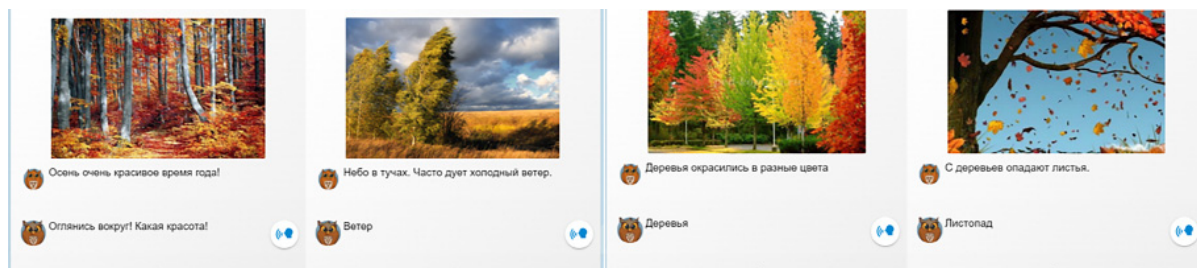 Осень очень красивое время года!
Оглянись вокруг! Какая красота!
Небо в тучах. Часто дует холодный ветер.
Ветер
Деревья окрасились в разные цвета
Деревья
С деревьев опадают листья.
Листопад